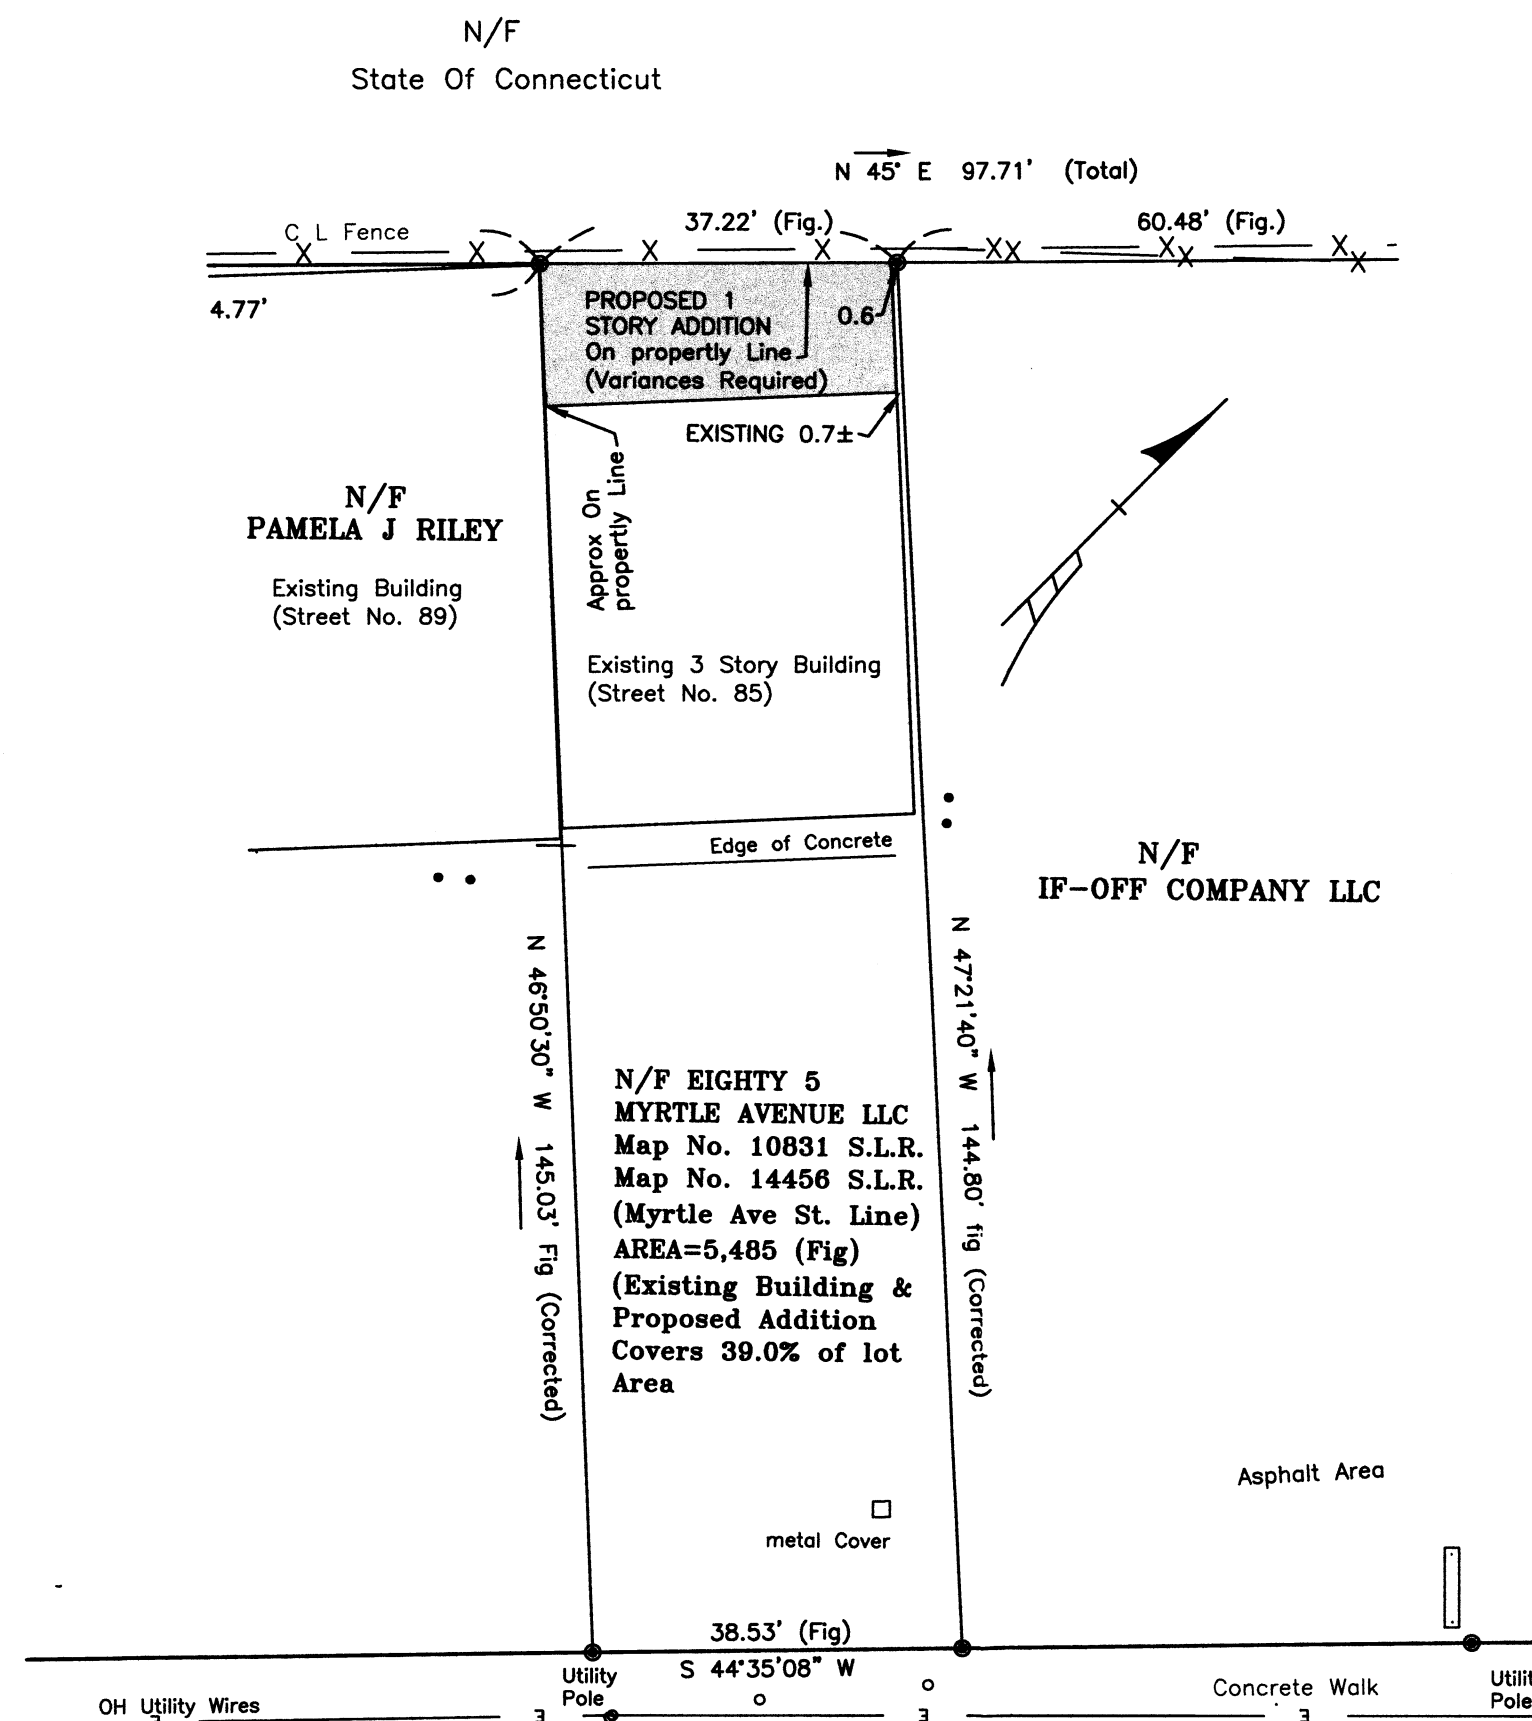 N/F
State Of Connecticut
N 45° E 97.71' (Total)
37.22' (Fig.)
60.48' (Fig.)
C L Fence
4.77'
PROPOSED 1
STORY ADDITION
On propertly Line
(Variances Required)
0.6
EXISTING 0.7±
Approx On
propertly Line
N/F
PAMELA J RILEY
Existing Building
(Street No. 89)
Existing 3 Story Building
(Street No. 85)
Edge of Concrete
N/F
IF-OFF COMPANY LLC
N 46°50'30" W 145.03' Fig (Corrected)
N 47°21'40" W 144.80' fig (Corrected)
N/F EIGHTY 5
MYRTLE AVENUE LLC
Map No. 10831 S.L.R.
Map No. 14456 S.L.R.
(Myrtle Ave St. Line)
AREA=5,485 (Fig)
(Existing Building &
Proposed Addition
Covers 39.0% of lot
Area
Asphalt Area
metal Cover
38.53' (Fig)
S 44°35'08" W
Utility
Pole
OH Utility Wires
Concrete Walk
Utilit
Pole